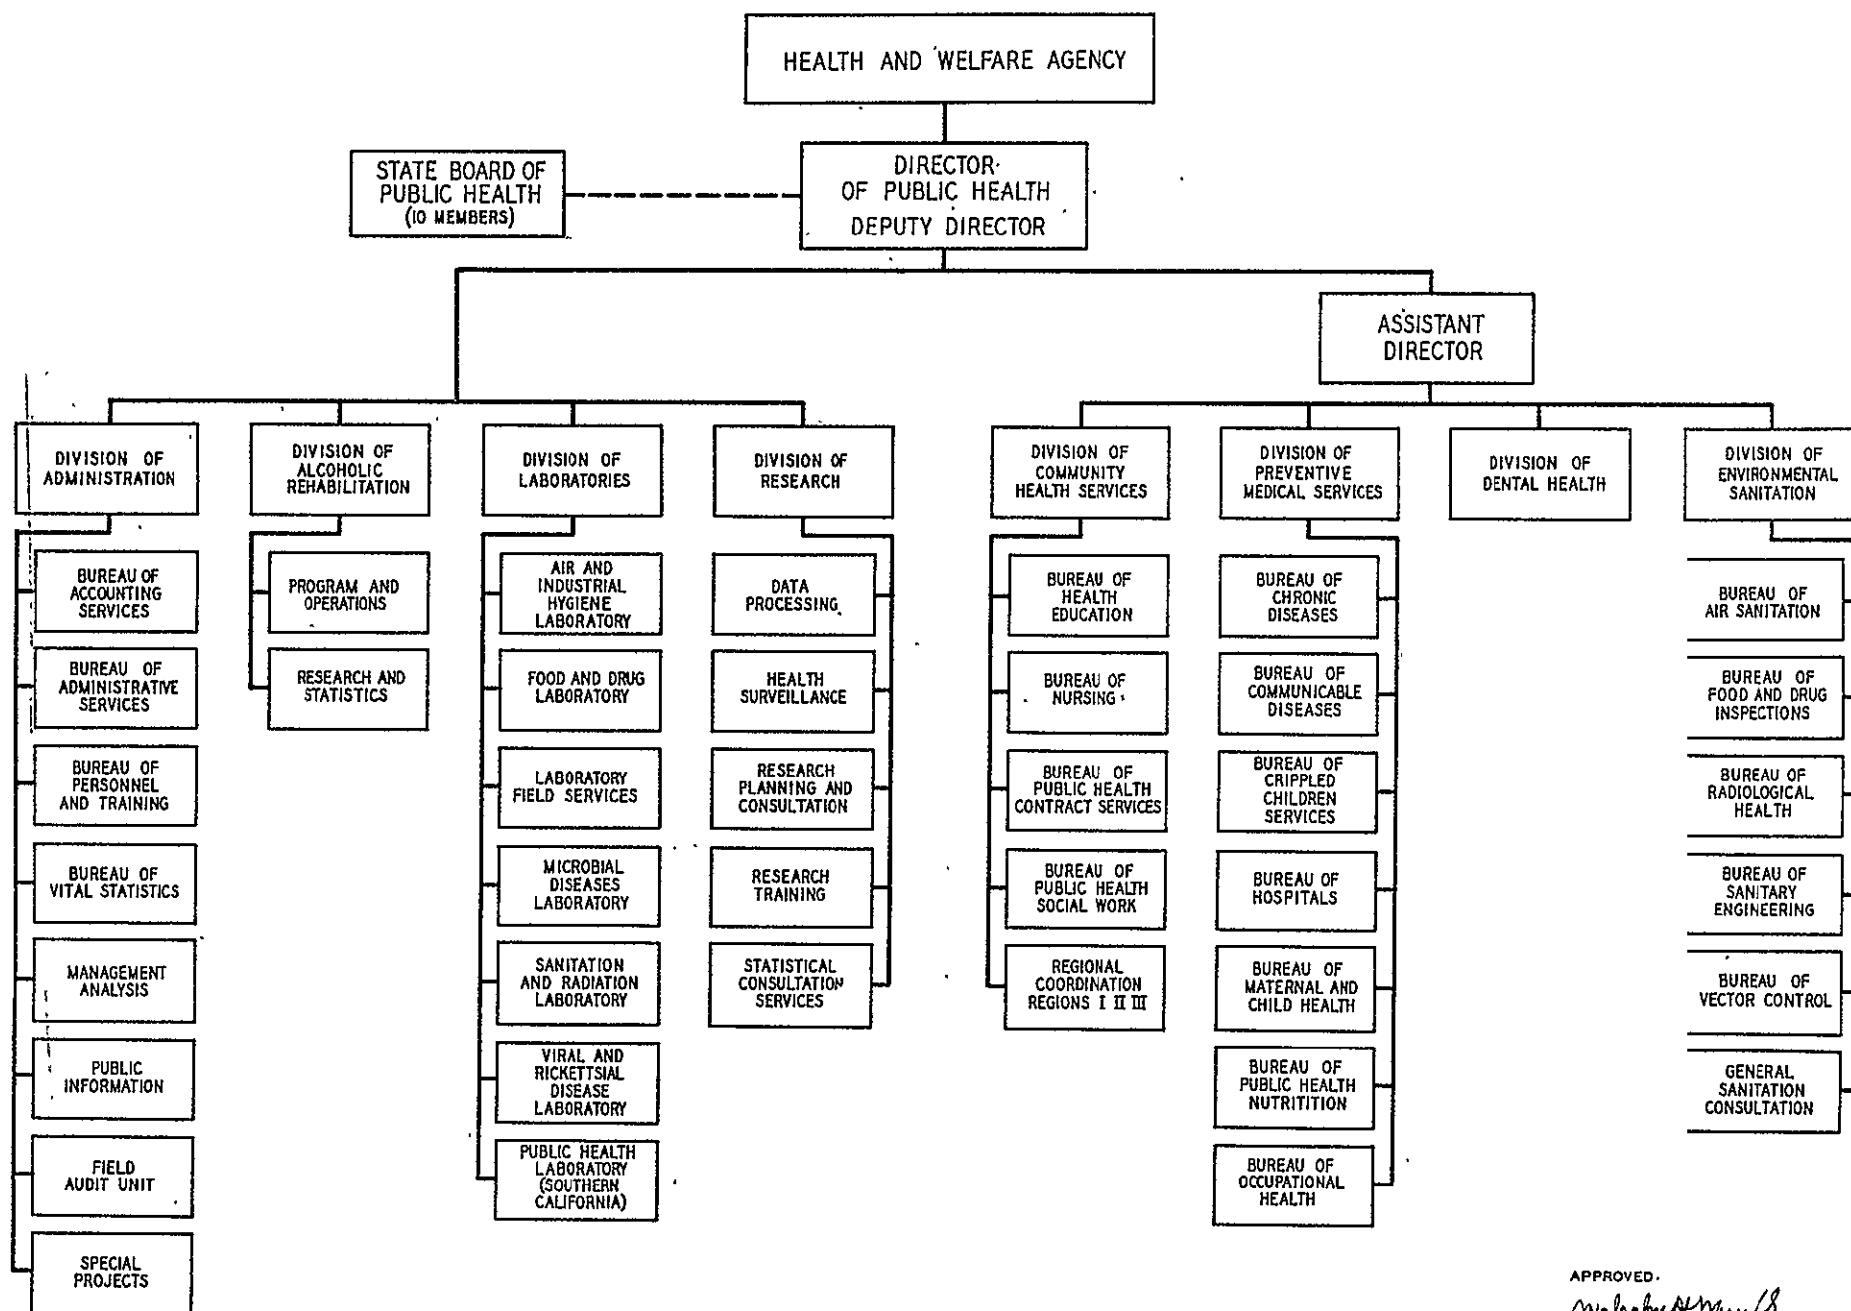 HEALTH AND WELFARE AGENCY
STATE BOARD OF
PUBLIC HEALTH
(10 MEMBERS)
DIRECTOR
OF PUBLIC HEALTH
DEPUTY DIRECTOR
ASSISTANT
DIRECTOR
DIVISION OF
ADMINISTRATION
BUREAU OF
ACCOUNTING
SERVICES
BUREAU OF
ADMINISTRATIVE
SERVICES
BUREAU OF
PERSONNEL
AND TRAINING
BUREAU OF
VITAL STATISTICS
MANAGEMENT
ANALYSIS
PUBLIC
INFORMATION
FIELD
AUDIT UNIT
SPECIAL
PROJECTS
DIVISION OF
ALCOHOLIC
REHABILITATION
PROGRAM AND
OPERATIONS
RESEARCH AND
STATISTICS
DIVISION OF
LABORATORIES
AIR AND
INDUSTRIAL
HYGIENE
LABORATORY
FOOD AND DRUG
LABORATORY
LABORATORY
FIELD SERVICES
MICROBIAL
DISEASES
LABORATORY
SANITATION
AND RADIATION
LABORATORY
VIRAL AND
RICKETTSIAL
DISEASE
LABORATORY
PUBLIC HEALTH
LABORATORY
(SOUTHERN
CALIFORNIA)
DIVISION OF
RESEARCH
DATA
PROCESSING
HEALTH
SURVEILLANCE
RESEARCH
PLANNING AND
CONSULTATION
RESEARCH
TRAINING
STATISTICAL
CONSULTATION
SERVICES
DIVISION OF
COMMUNITY
HEALTH SERVICES
BUREAU OF
HEALTH
EDUCATION
BUREAU OF
NURSING
BUREAU OF
PUBLIC HEALTH
CONTRACT SERVICES
BUREAU OF
PUBLIC HEALTH
SOCIAL WORK
REGIONAL
COORDINATION
REGIONS I II III
DIVISION OF
PREVENTIVE
MEDICAL SERVICES
BUREAU OF
CHRONIC
DISEASES
BUREAU OF
COMMUNICABLE
DISEASES
BUREAU OF
CRIPPLED
CHILDREN
SERVICES
BUREAU OF
HOSPITALS
BUREAU OF
MATERNAL AND
CHILD HEALTH
BUREAU OF
PUBLIC HEALTH
NUTRITITION
BUREAU OF
OCCUPATIONAL
HEALTH
DIVISION OF
DENTAL HEALTH
DIVISION OF
ENVIRONMENTAL
SANITATION
BUREAU OF
AIR SANITATION
BUREAU OF
FOOD AND DRUG
INSPECTIONS
BUREAU OF
RADIOLOGICAL
HEALTH
BUREAU OF
SANITARY
ENGINEERING
BUREAU OF
VECTOR CONTROL
GENERAL
SANITATION
CONSULTATION
APPROVED.